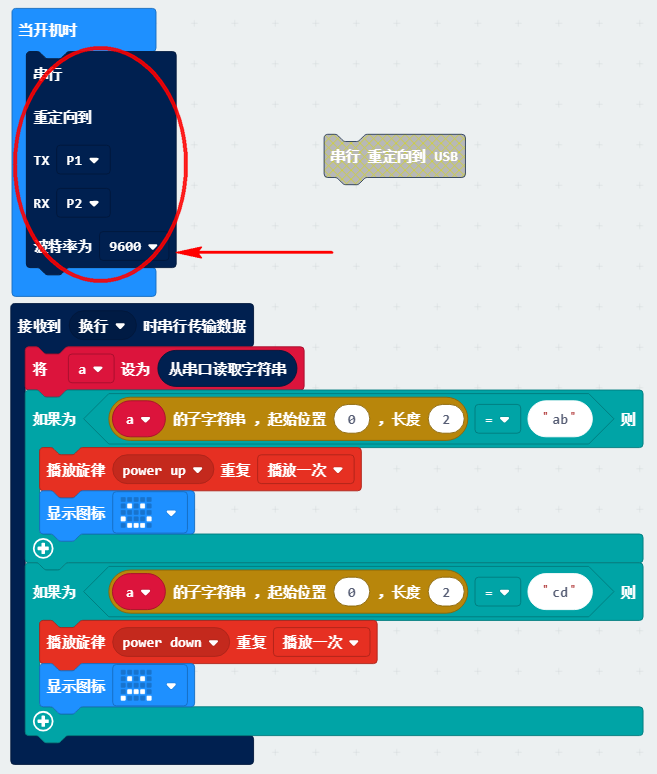 当开机时
串行
重定向到
TX P1
RX P2
波特率为 9600
串行 重定向到 USB
接收到 换行 时串行传输数据
将 a 设为 从串口读取字符串
如果为 a 的子字符串 ，起始位置 0 ，长度 2 = "ab" 则
播放旋律 power up 重复 播放一次
显示图标
如果为 a 的子字符串 ，起始位置 0 ，长度 2 = "cd" 则
播放旋律 power down 重复 播放一次
显示图标